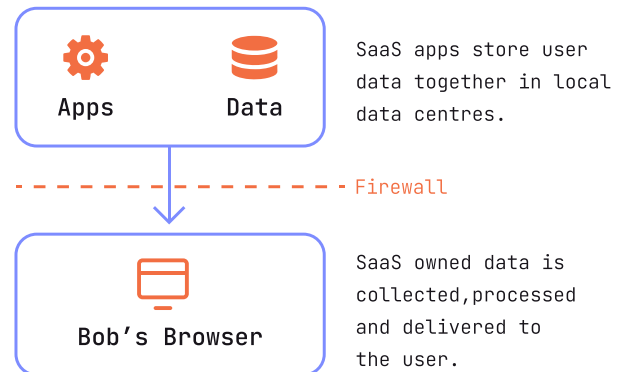 Apps
Data
SaaS apps store user
data together in local
data centres.
Firewall
Bob’s Browser
SaaS owned data is
collected,processed
and delivered to
the user.